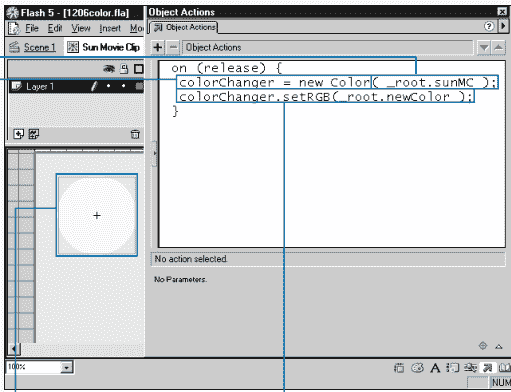 Flash 5 - [1206color.fla]
File Edit View Insert
Scene 1 Sun Movie Clip
Layer 1
100%
Object Actions
Object Actions
?
+ - Object Actions
on (release) {
colorChanger = new Color( _root.sunMC );
colorChanger.setRGB(_root.newColor );
}
No action selected.
No Parameters.
A
NUM